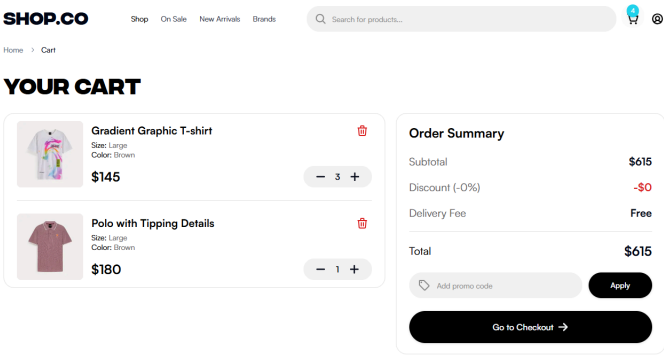 SHOP.CO
Shop On Sale New Arrivals Brands
Search for products...
4
Home > Cart
YOUR CART
Gradient Graphic T-shirt
Size: Large
Color: Brown
$145
3
Polo with Tipping Details
Size: Large
Color: Brown
$180
1
Order Summary
Subtotal $615
Discount (-0%) -$0
Delivery Fee Free
Total $615
Add promo code Apply
Go to Checkout →